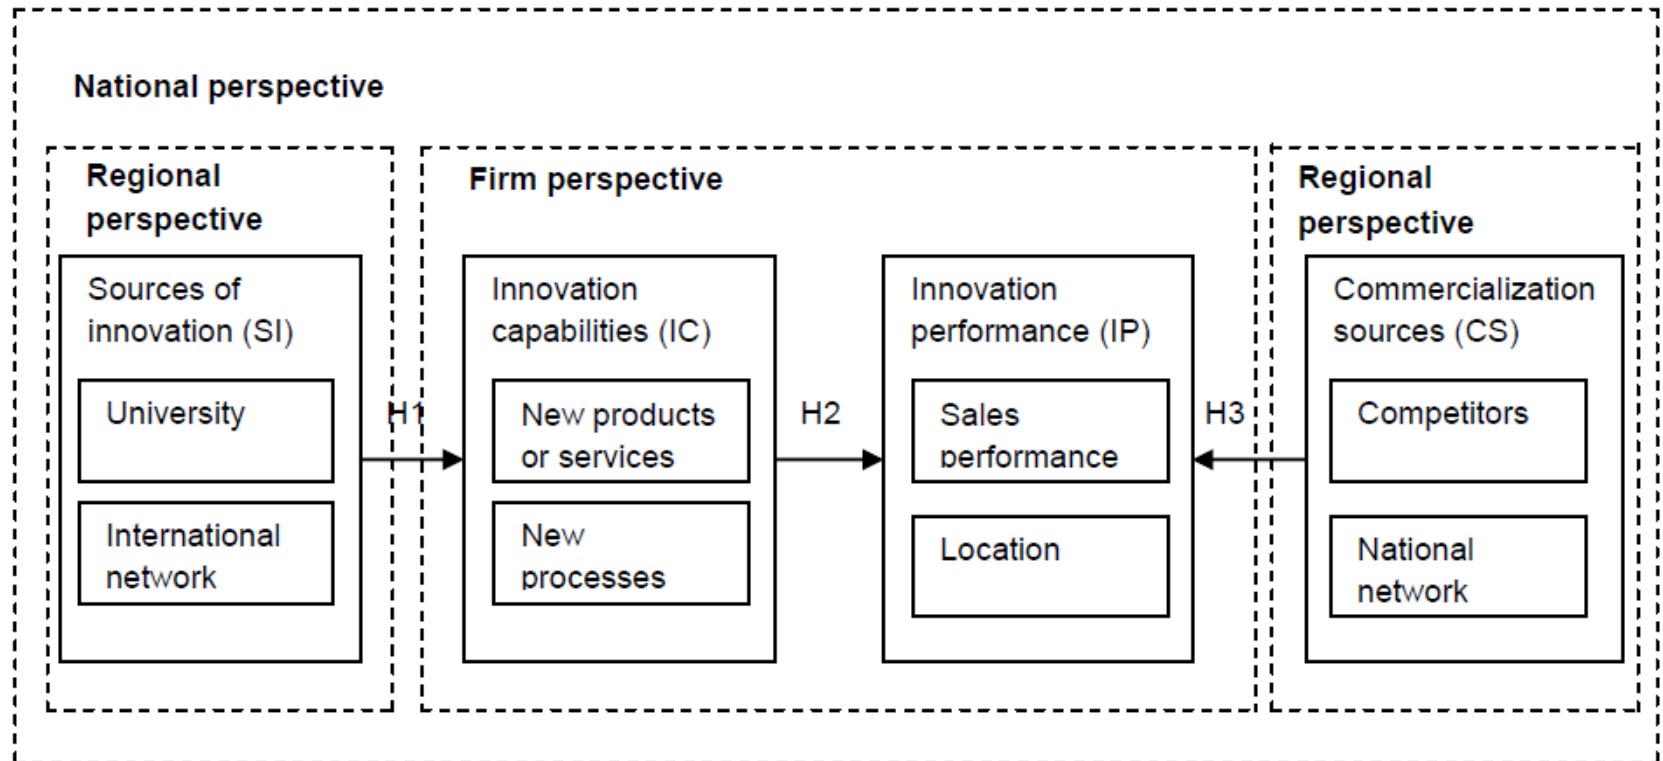 National perspective
Regional
perspective
Sources of
innovation (SI)
University
International
network
H1
Firm perspective
Innovation
capabilities (IC)
New products
or services
New
processes
H2
Innovation
performance (IP)
Sales
performance
Location
H3
Regional
perspective
Commercialization
sources (CS)
Competitors
National
network